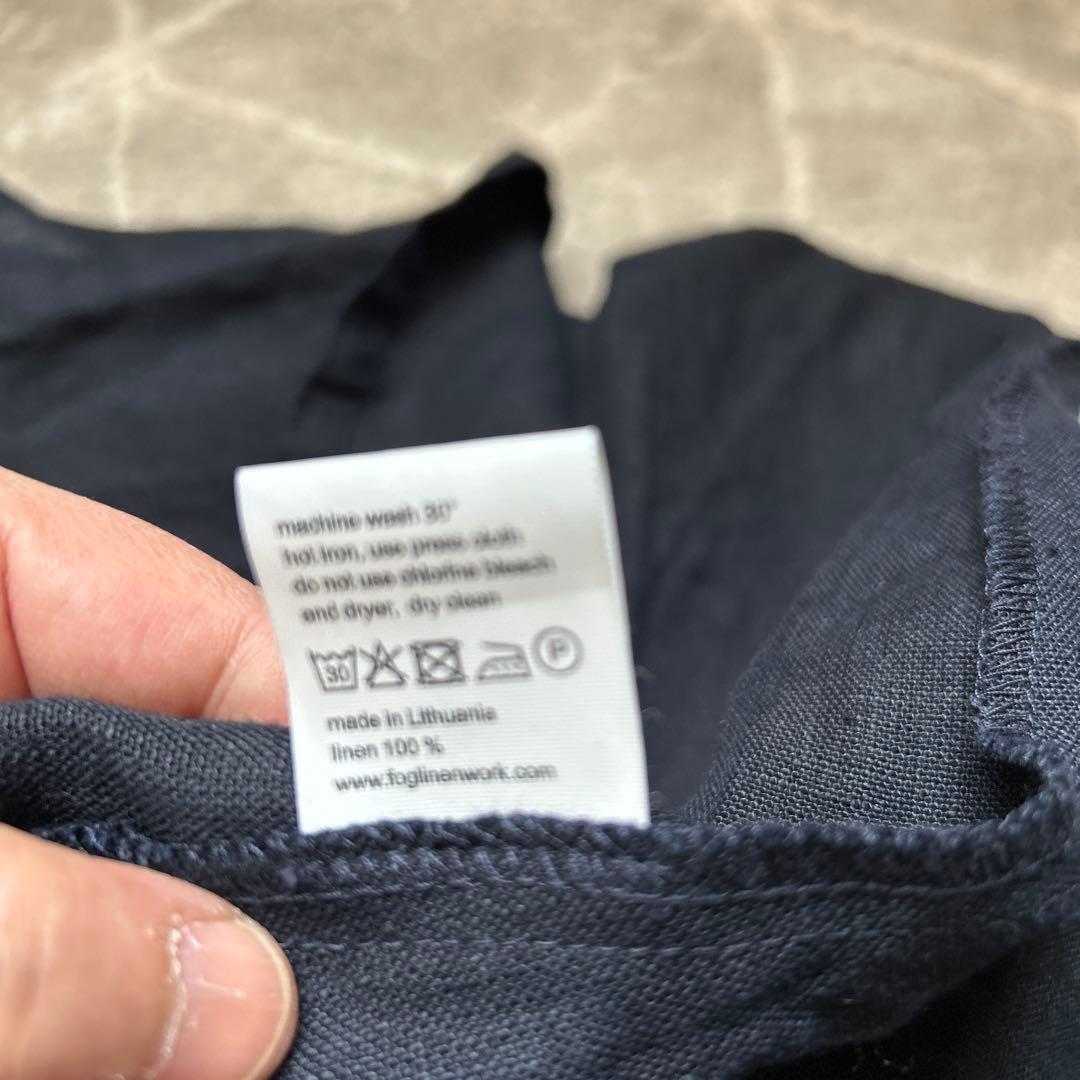 machine wash 30°
hot iron, use press cloth
do not use chlorine bleach
and dryer, dry clean
30 P
made in Lithuania
linen 100 %
www.foglinenwork.com